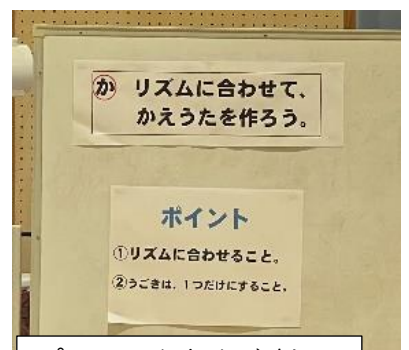 か リズムに合わせて、
かえうたを作ろう。
ポイント
①リズムに合わせること。
②うごきは、1つだけにすること。